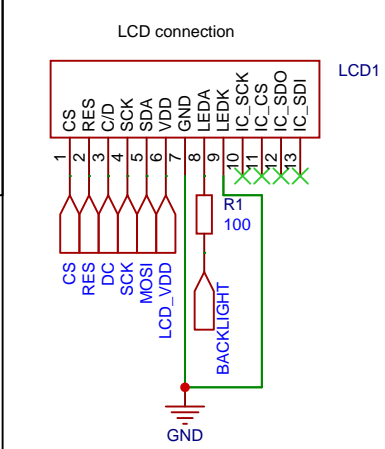 LCD connection
LCD1
CS
RES
C/D
SCK
SDA
VDD
GND
LEDA
LEDK
IC_SCK
IC_CS
IC_SDO
IC_SDI
1
2
3
4
5
6
7
8
9
10
11
12
13
R1
100
CS
RES
DC
SCK
MOSI
LCD_VDD
BACKLIGHT
GND